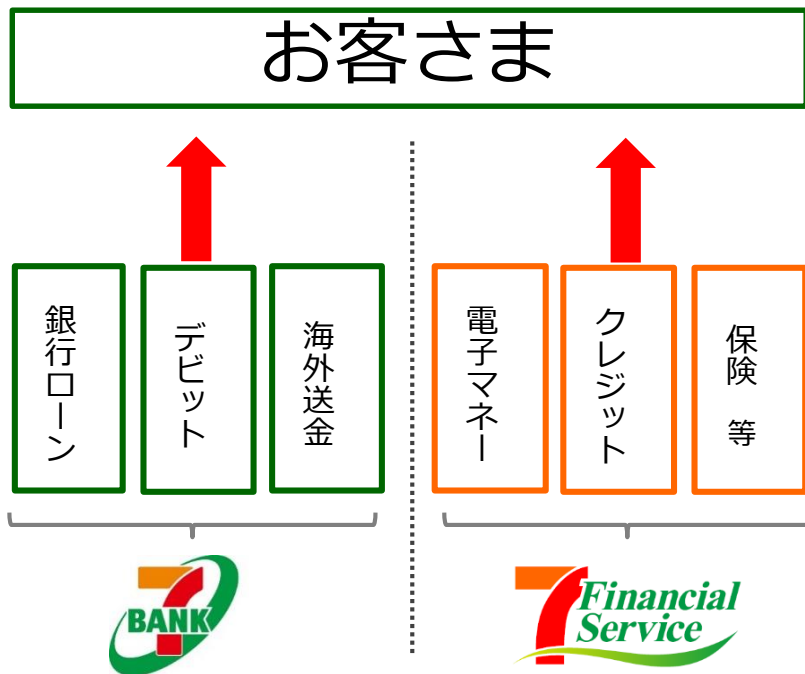 お客さま
銀行ローン
デビット
海外送金
電子マネー
クレジット
保険 等
7
BANK
7
Financial
Service